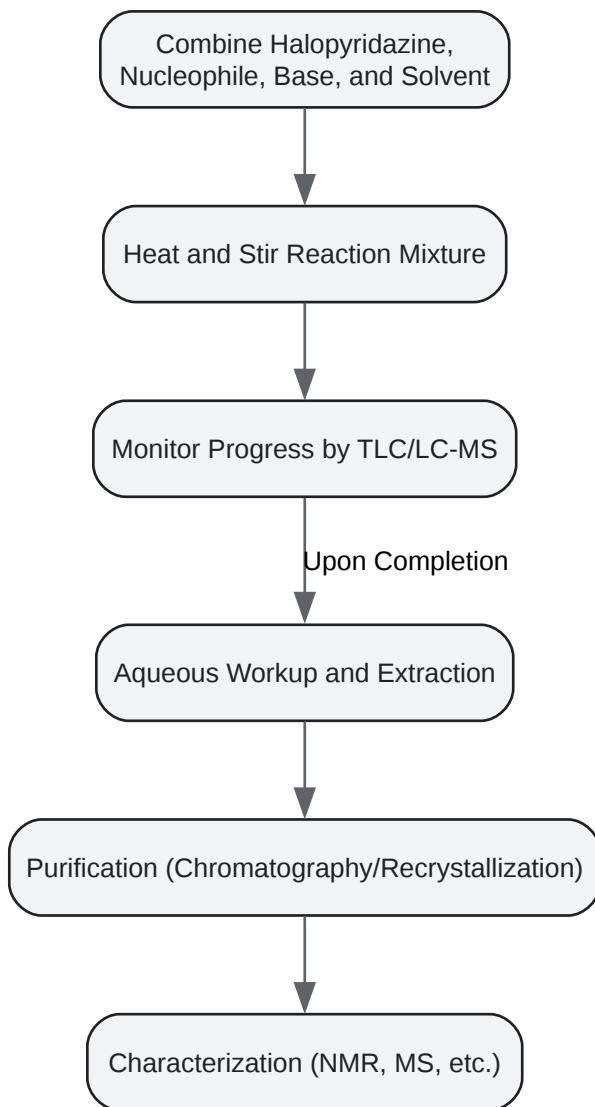 Combine Halopyridazine,
Nucleophile, Base, and Solvent
Heat and Stir Reaction Mixture
Monitor Progress by TLC/LC-MS
Upon Completion
Aqueous Workup and Extraction
Purification (Chromatography/Recrystallization)
Characterization (NMR, MS, etc.)